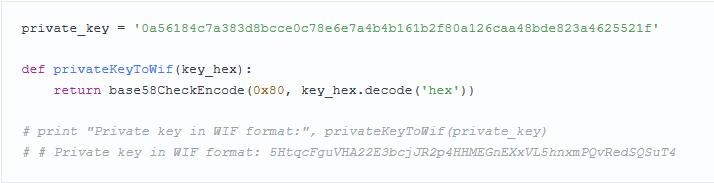 private_key = '0a56184c7a383d8bcce0c78e6e7a4b4b161b2f80a126caa48bde823a4625521f'
def privateKeyToWif(key_hex):
return base58CheckEncode(0x80, key_hex.decode('hex'))
# print "Private key in WIF format:", privateKeyToWif(private_key)
# # Private key in WIF format: 5HtqcFguVHA22E3bcjJR2p4HHMEGnEXxVL5hnxmPQvRedSQSuT4